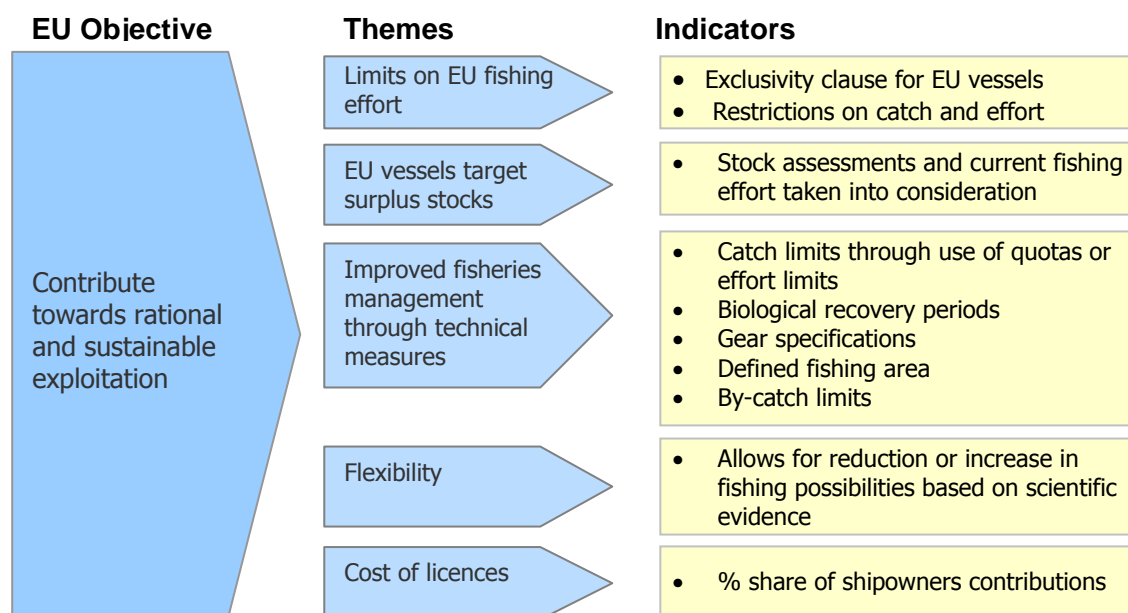 EU Objective
Themes
Indicators
Contribute
towards rational
and sustainable
exploitation
Limits on EU fishing
effort
• Exclusivity clause for EU vessels
• Restrictions on catch and effort
EU vessels target
surplus stocks
• Stock assessments and current fishing
effort taken into consideration
Improved fisheries
management
through technical
measures
• Catch limits through use of quotas or
effort limits
• Biological recovery periods
• Gear specifications
• Defined fishing area
• By-catch limits
Flexibility
• Allows for reduction or increase in
fishing possibilities based on scientific
evidence
Cost of licences
• % share of shipowners contributions